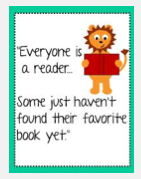 "Everyone is
a reader...
Some just haven't
found their favorite
book yet."